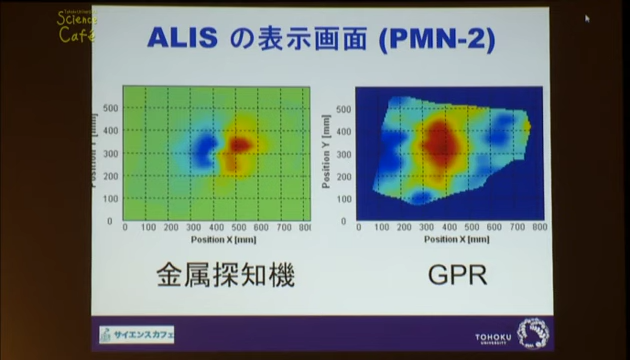 Science
Café
ALIS の表示画面 (PMN-2)
Position Y [mm]
500
400
300
200
100
0
0 100 200 300 400 500 600 700 800
Position X [mm]
Position Y [mm]
500
400
300
200
100
0
0 100 200 300 400 500 600 700 800
Position X [mm]
金属探知機
GPR
サイエンスカフェ
TOHOKU
UNIVERSITY